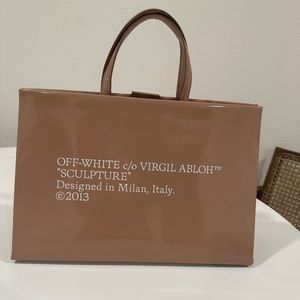 OFF-WHITE c/o VIRGIL ABLOH™
"SCULPTURE"
Designed in Milan, Italy.
©2013